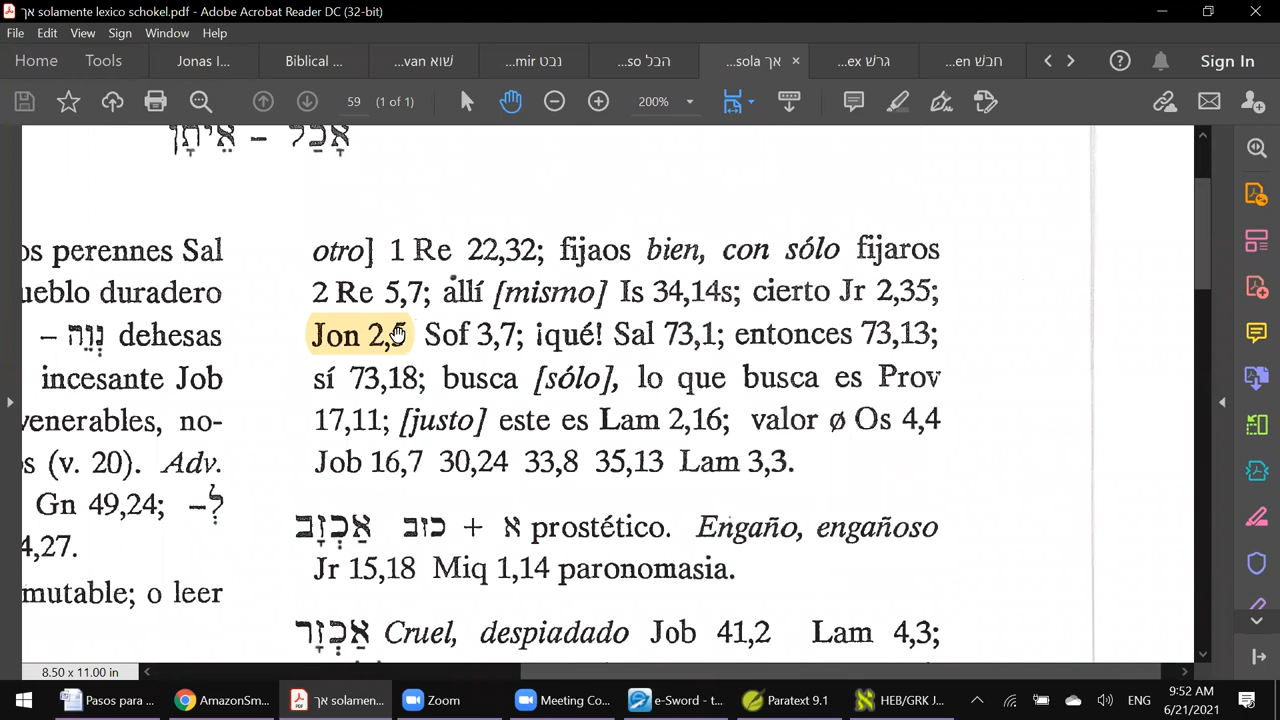 אך solamente lexico schokel.pdf - Adobe Acrobat Reader DC (32-bit)
File Edit View Sign Window Help
Home Tools Jonas I... Biblical ... שוא van... נבט mir... הבל so... אך sola... × גרש ex... חבש en... Sign In
59 (1 of 1) 200%
אָכַל – אֵיתָן
os perennes Sal
ueblo duradero
– נְוֵה dehesas
incesante Job
venerables, no-
s (v. 20). Adv.
Gn 49,24; –לְ
4,27.
mutable; o leer
otro] 1 Re 22,32; fijaos bien, con sólo fijaros
2 Re 5,7; allí [mismo] Is 34,14s; cierto Jr 2,35;
Jon 2,5 Sof 3,7; ¡qué! Sal 73,1; entonces 73,13;
sí 73,18; busca [sólo], lo que busca es Prov
17,11; [justo] este es Lam 2,16; valor ø Os 4,4
Job 16,7 30,24 33,8 35,13 Lam 3,3.
אַכְזָב כזב + א prostético. Engaño, engañoso
Jr 15,18 Miq 1,14 paronomasia.
אַכְזָר Cruel, despiadado Job 41,2 Lam 4,3;
8.50 x 11.00 in
Pasos para ... AmazonSm... אך solamen... Zoom Meeting Co... e-Sword - t... Paratext 9.1 HEB/GRK J... ENG 9:52 AM
6/21/2021